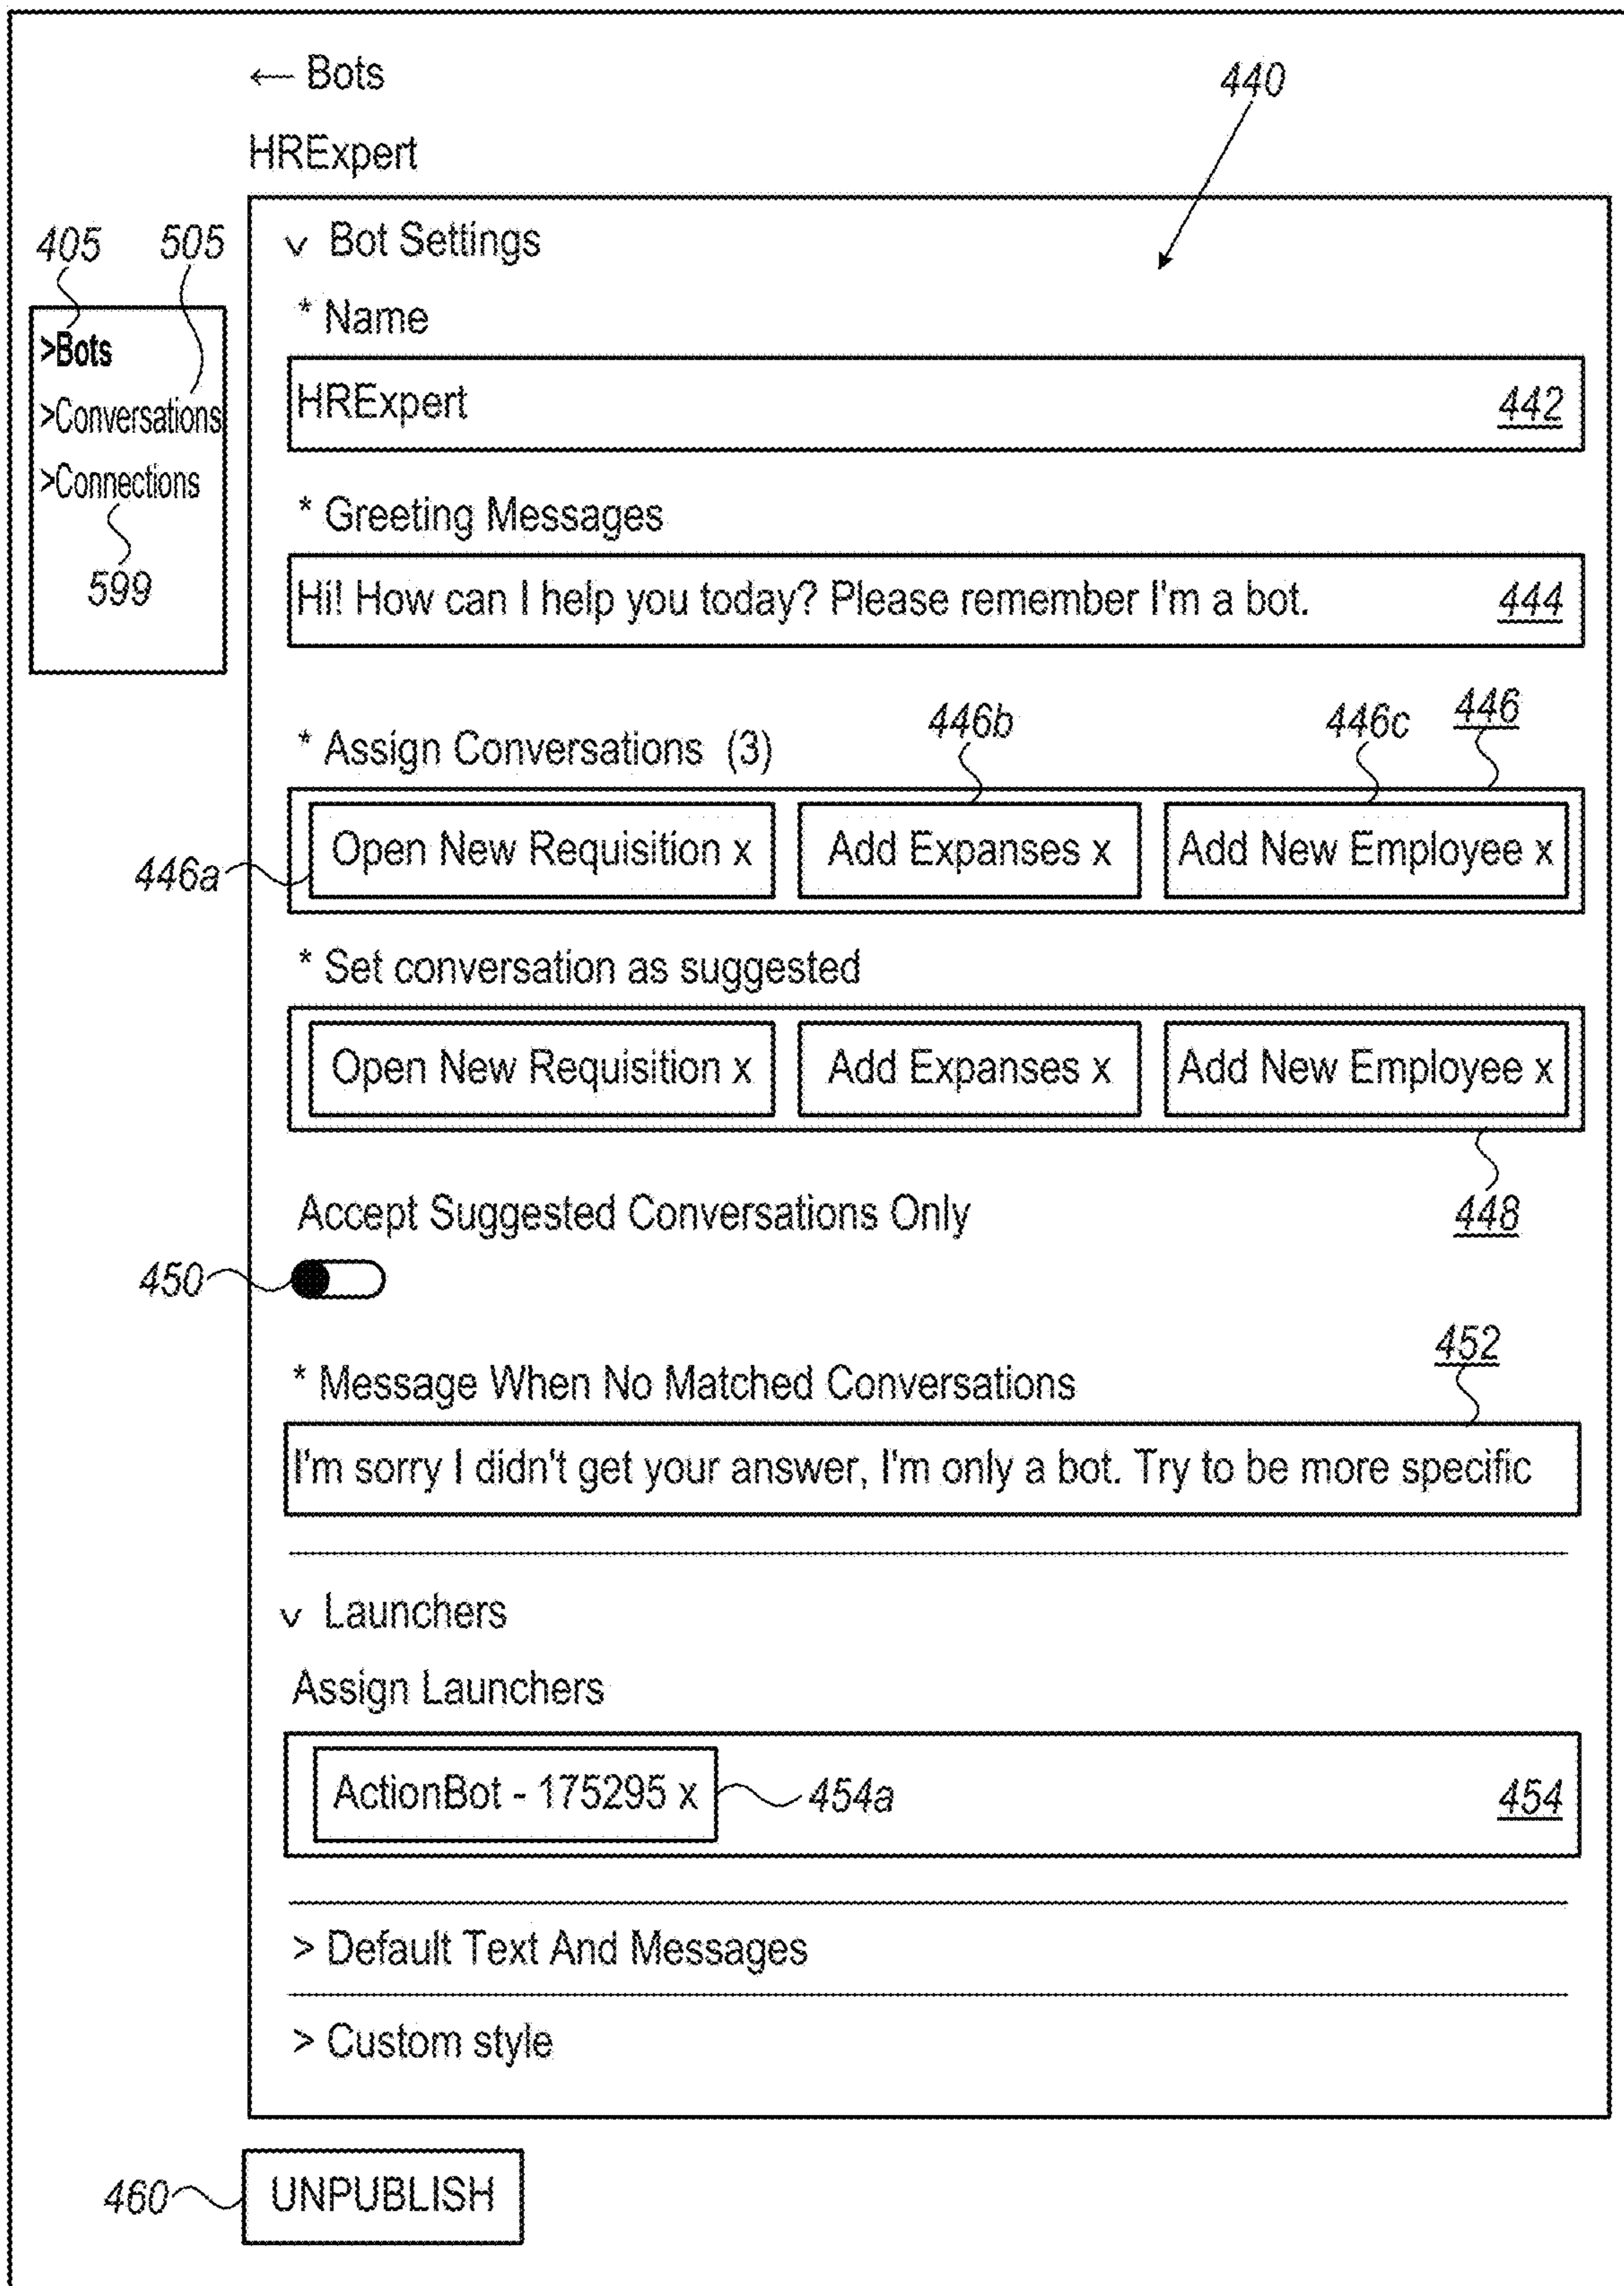 ← Bots
440
HRExpert
405
505
v Bot Settings
* Name
>Bots
HRExpert
442
>Conversations
>Connections
* Greeting Messages
599
Hi! How can I help you today? Please remember I'm a bot.
444
446b
446c
446
* Assign Conversations (3)
446a
Open New Requisition x
Add Expanses x
Add New Employee x
* Set conversation as suggested
Open New Requisition x
Add Expanses x
Add New Employee x
Accept Suggested Conversations Only
448
450
452
* Message When No Matched Conversations
I'm sorry I didn't get your answer, I'm only a bot. Try to be more specific
v Launchers
Assign Launchers
ActionBot - 175295 x
454a
454
> Default Text And Messages
> Custom style
460
UNPUBLISH